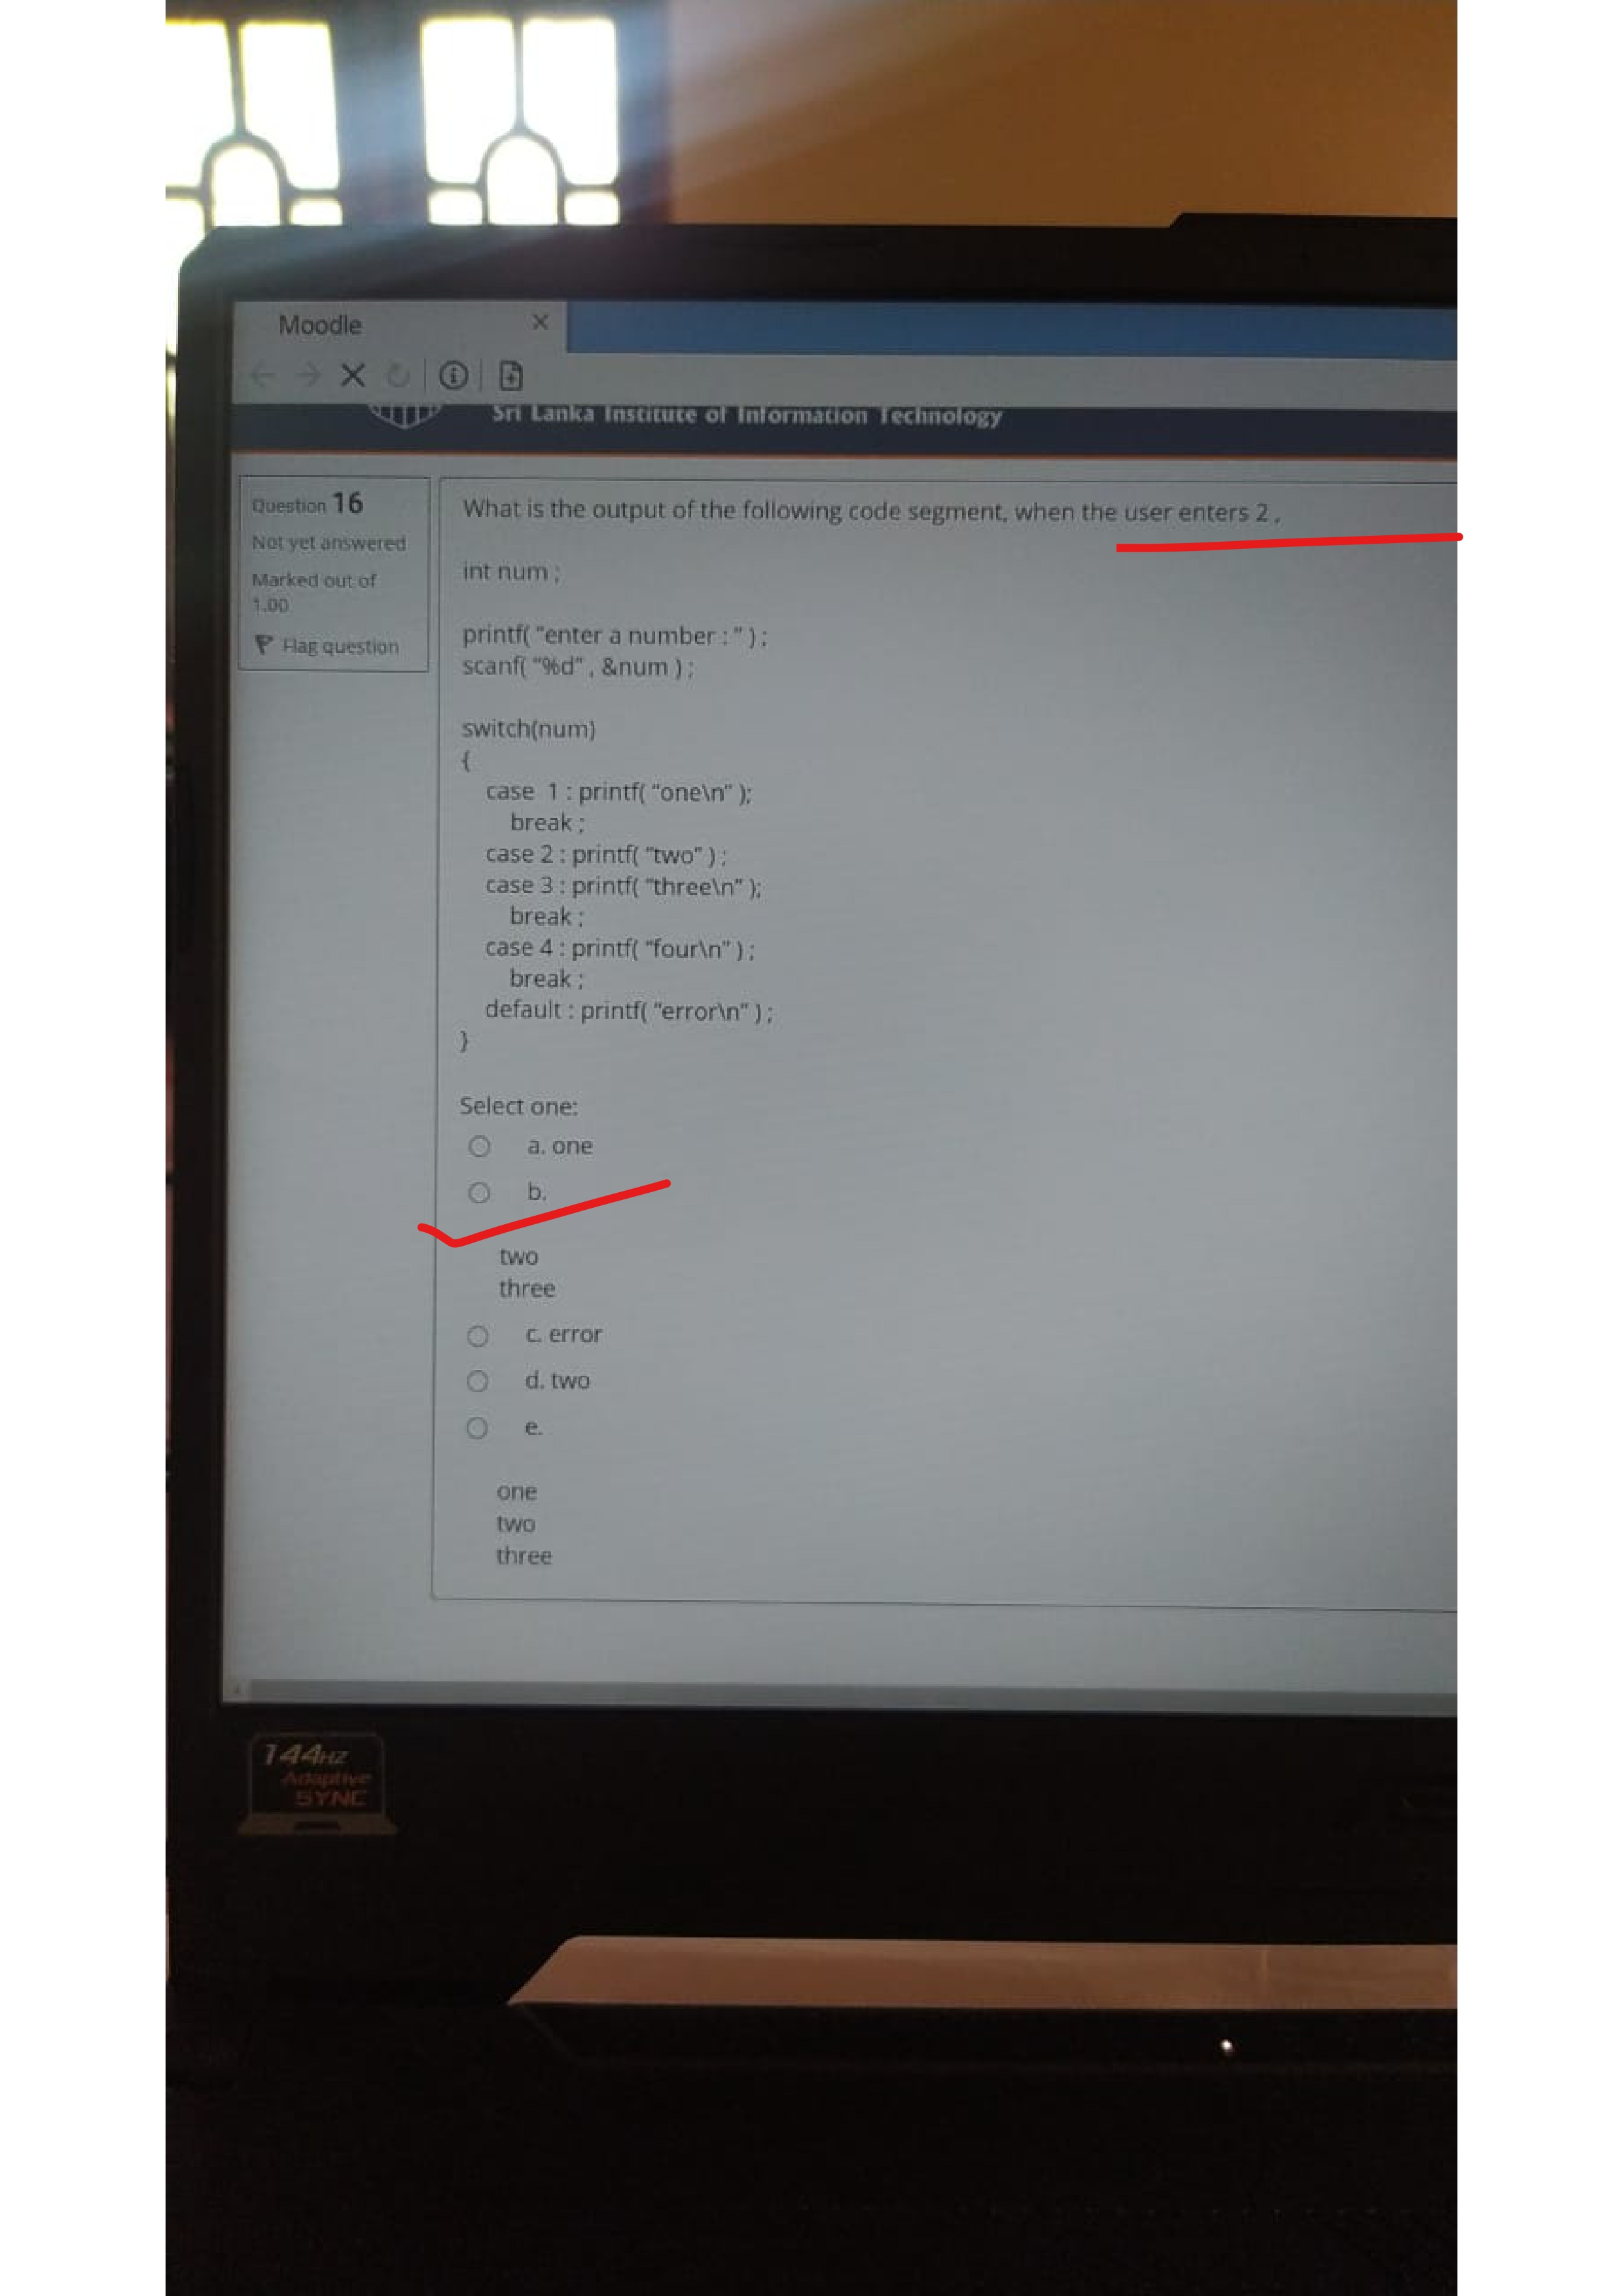 Moodle
Sri Lanka Institute of Information Technology
Question 16
Not yet answered
Marked out of
1.00
Flag question
What is the output of the following code segment, when the user enters 2 ,
int num ;
printf( “enter a number : ” ) ;
scanf( “%d” , &num ) ;
switch(num)
{
case  1 : printf( “one\n” );
break ;
case 2 : printf( “two” ) ;
case 3 : printf( “three\n” );
break ;
case 4 : printf( “four\n” ) ;
break ;
default : printf( “error\n” ) ;
}
Select one:
a. one
b.
two
three
c. error
d. two
e.
one
two
three
144HZ
Adaptive
SYNC